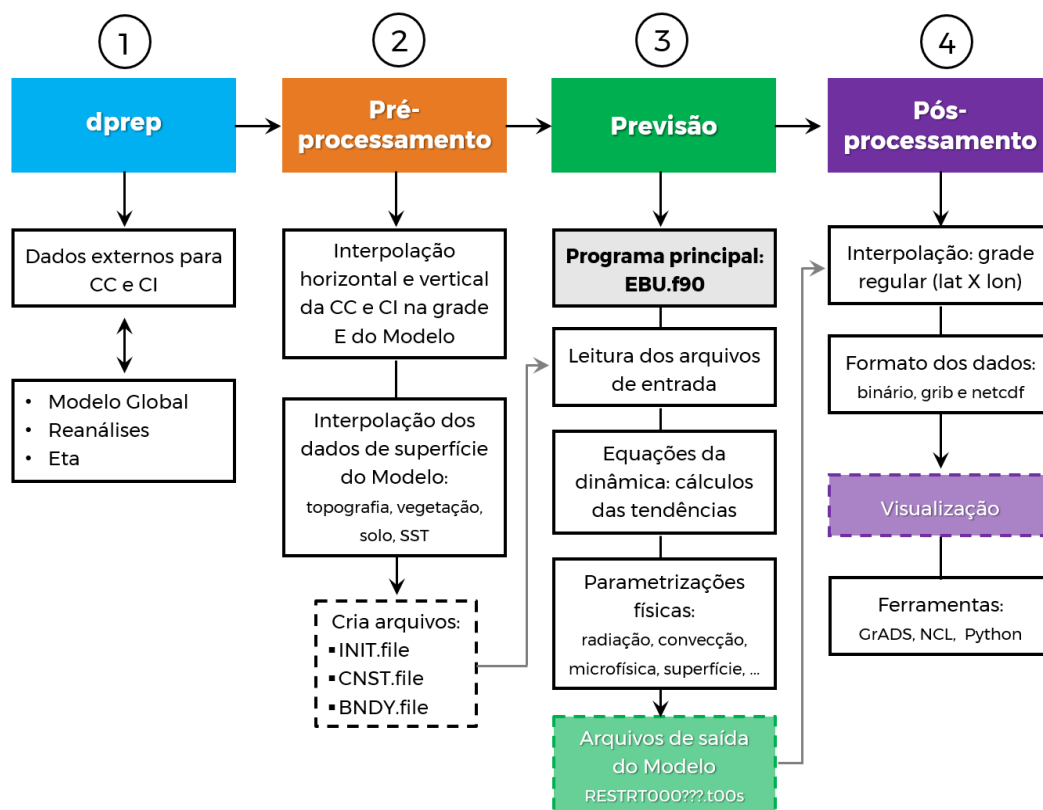 1
dprep
Dados externos para
CC e CI
• Modelo Global
• Reanálises
• Eta
2
Pré-
processamento
Interpolação
horizontal e vertical
da CC e CI na grade
E do Modelo
Interpolação dos
dados de superfície
do Modelo:
topografia, vegetação,
solo, SST
Cria arquivos:
▪ INIT.file
▪ CNST.file
▪ BNDY.file
3
Previsão
Programa principal:
EBU.f90
Leitura dos arquivos
de entrada
Equações da
dinâmica: cálculos
das tendências
Parametrizações
físicas:
radiação, convecção,
microfísica, superfície, ...
Arquivos de saída
do Modelo
RESTRT000???.t00s
4
Pós-
processamento
Interpolação: grade
regular (lat X lon)
Formato dos dados:
binário, grib e netcdf
Visualização
Ferramentas:
GrADS, NCL, Python